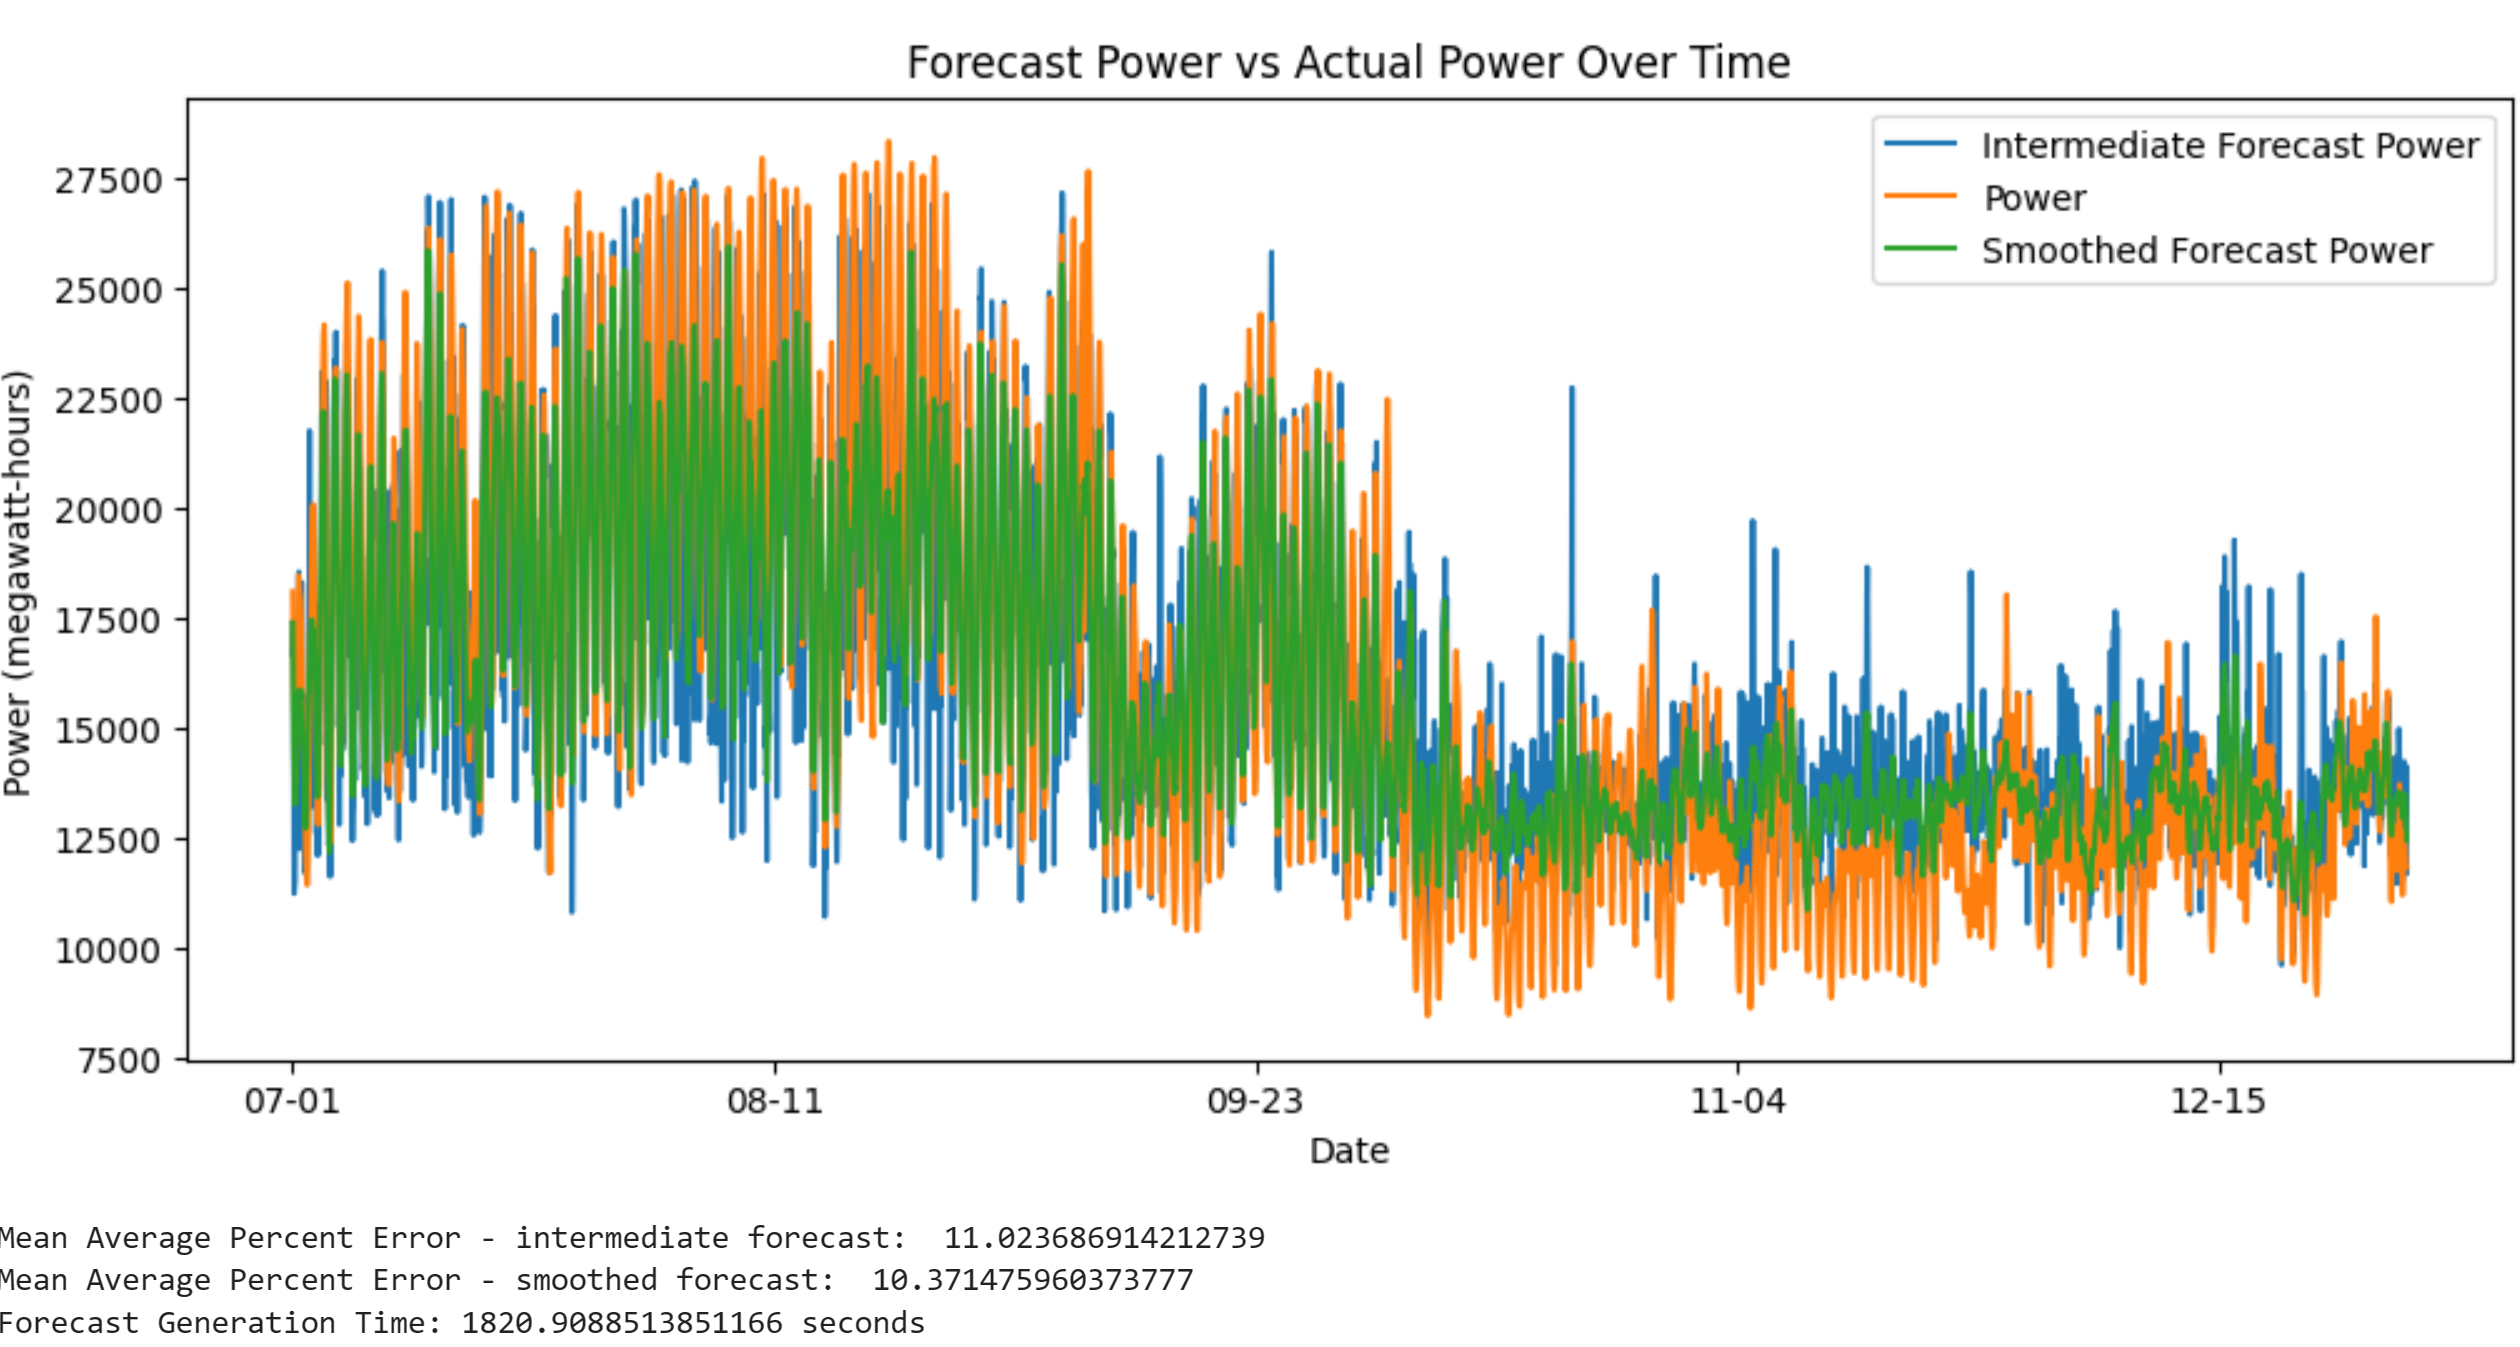 Forecast Power vs Actual Power Over Time
Intermediate Forecast Power
Power
Smoothed Forecast Power
27500
25000
22500
20000
17500
15000
12500
10000
7500
Power (megawatt-hours)
07-01 08-11 09-23 11-04 12-15
Date
Mean Average Percent Error - intermediate forecast:  11.023686914212739
Mean Average Percent Error - smoothed forecast:  10.371475960373777
Forecast Generation Time: 1820.9088513851166 seconds